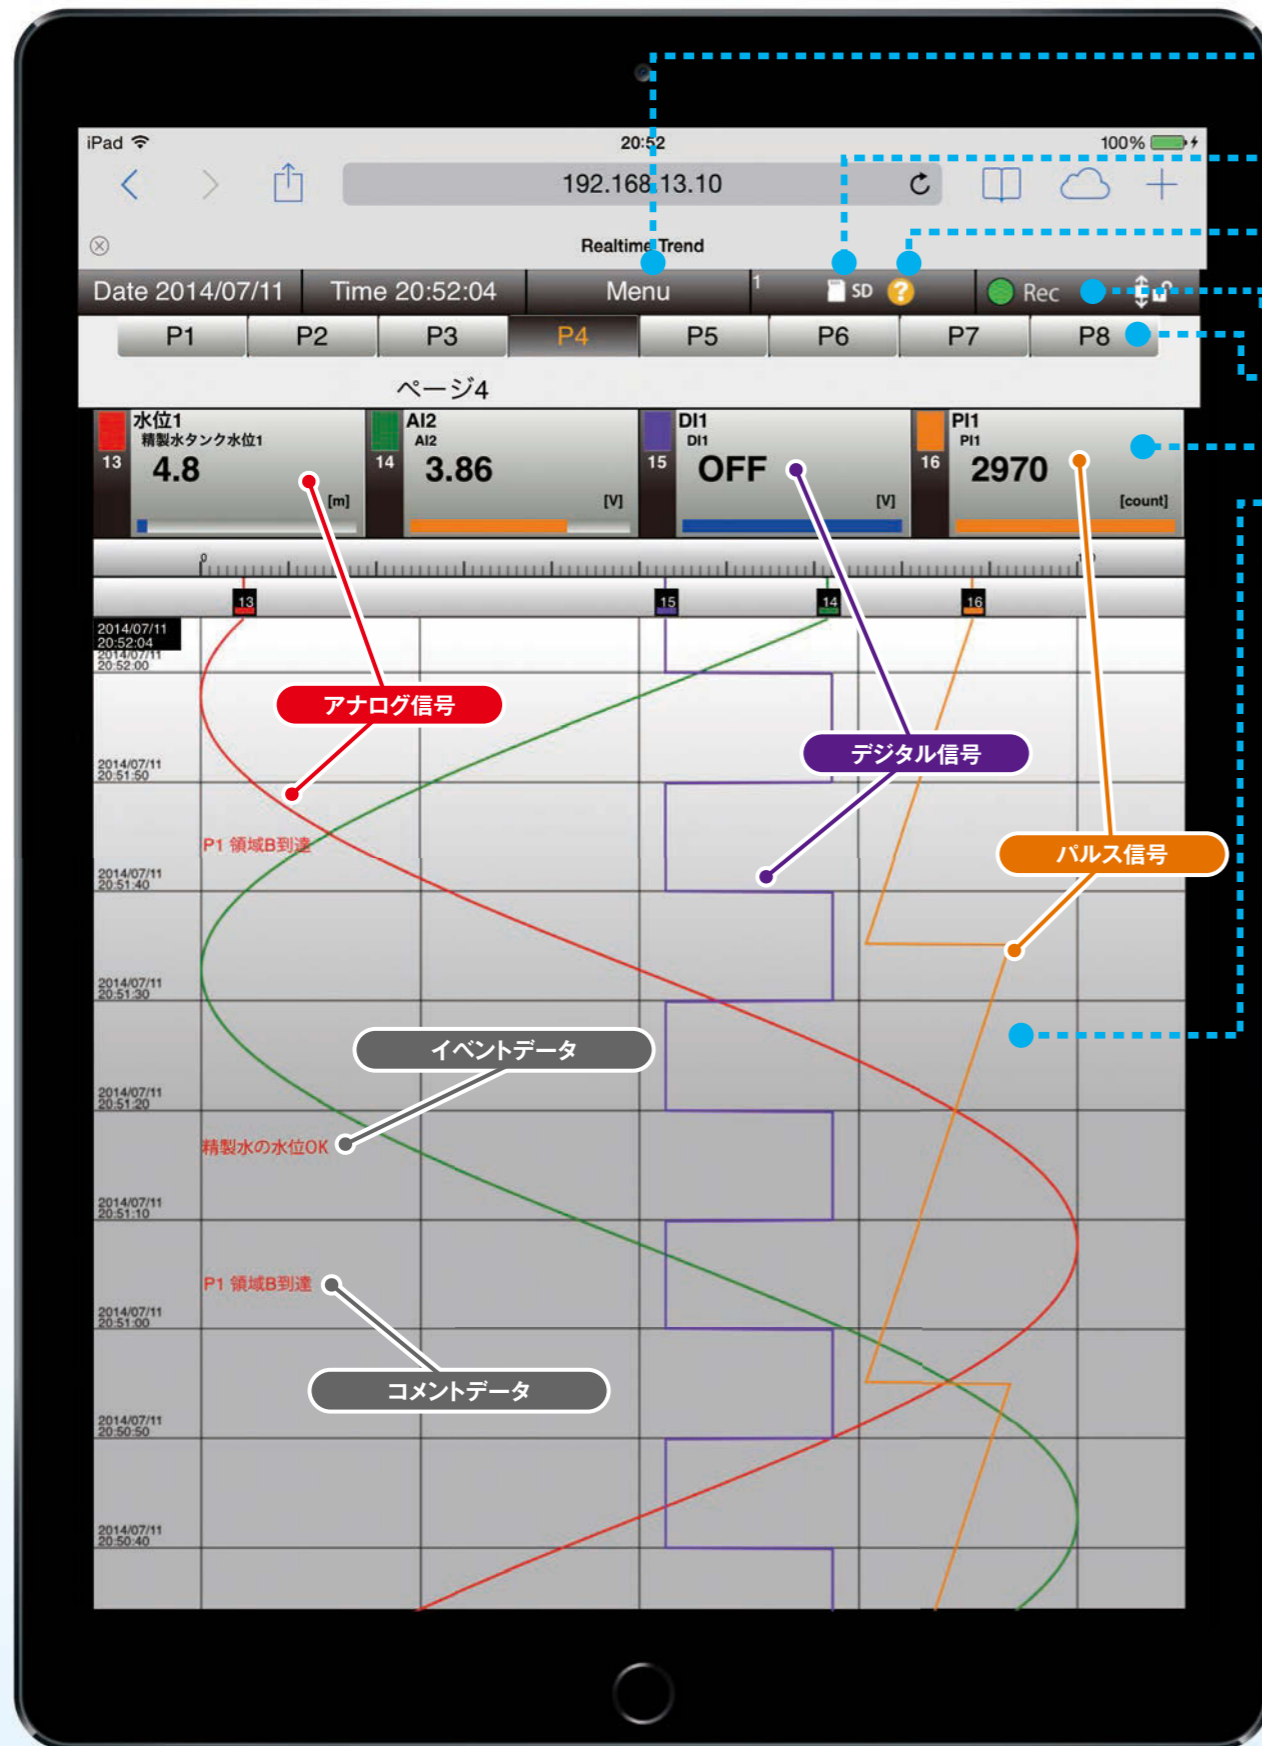 iPad 20:52 100%
192.168.13.10
Realtime Trend
Date 2014/07/11 Time 20:52:04 Menu 1 SD ? Rec
P1 P2 P3 P4 P5 P6 P7 P8
ページ4
水位1 AI2 DI1 PI1
精製水タンク水位1 AI2 DI1 PI1
13 4.8 14 3.86 15 OFF 16 2970
[m] [V] [V] [count]
0
13 15 14 16
2014/07/11
20:52:04
2014/07/11
20:52:00
アナログ信号
デジタル信号
2014/07/11
20:51:50
P1 領域B到達
パルス信号
2014/07/11
20:51:40
2014/07/11
20:51:30
イベントデータ
2014/07/11
20:51:20
精製水の水位OK
2014/07/11
20:51:10
P1 領域B到達
2014/07/11
20:51:00
コメントデータ
2014/07/11
20:50:50
2014/07/11
20:50:40